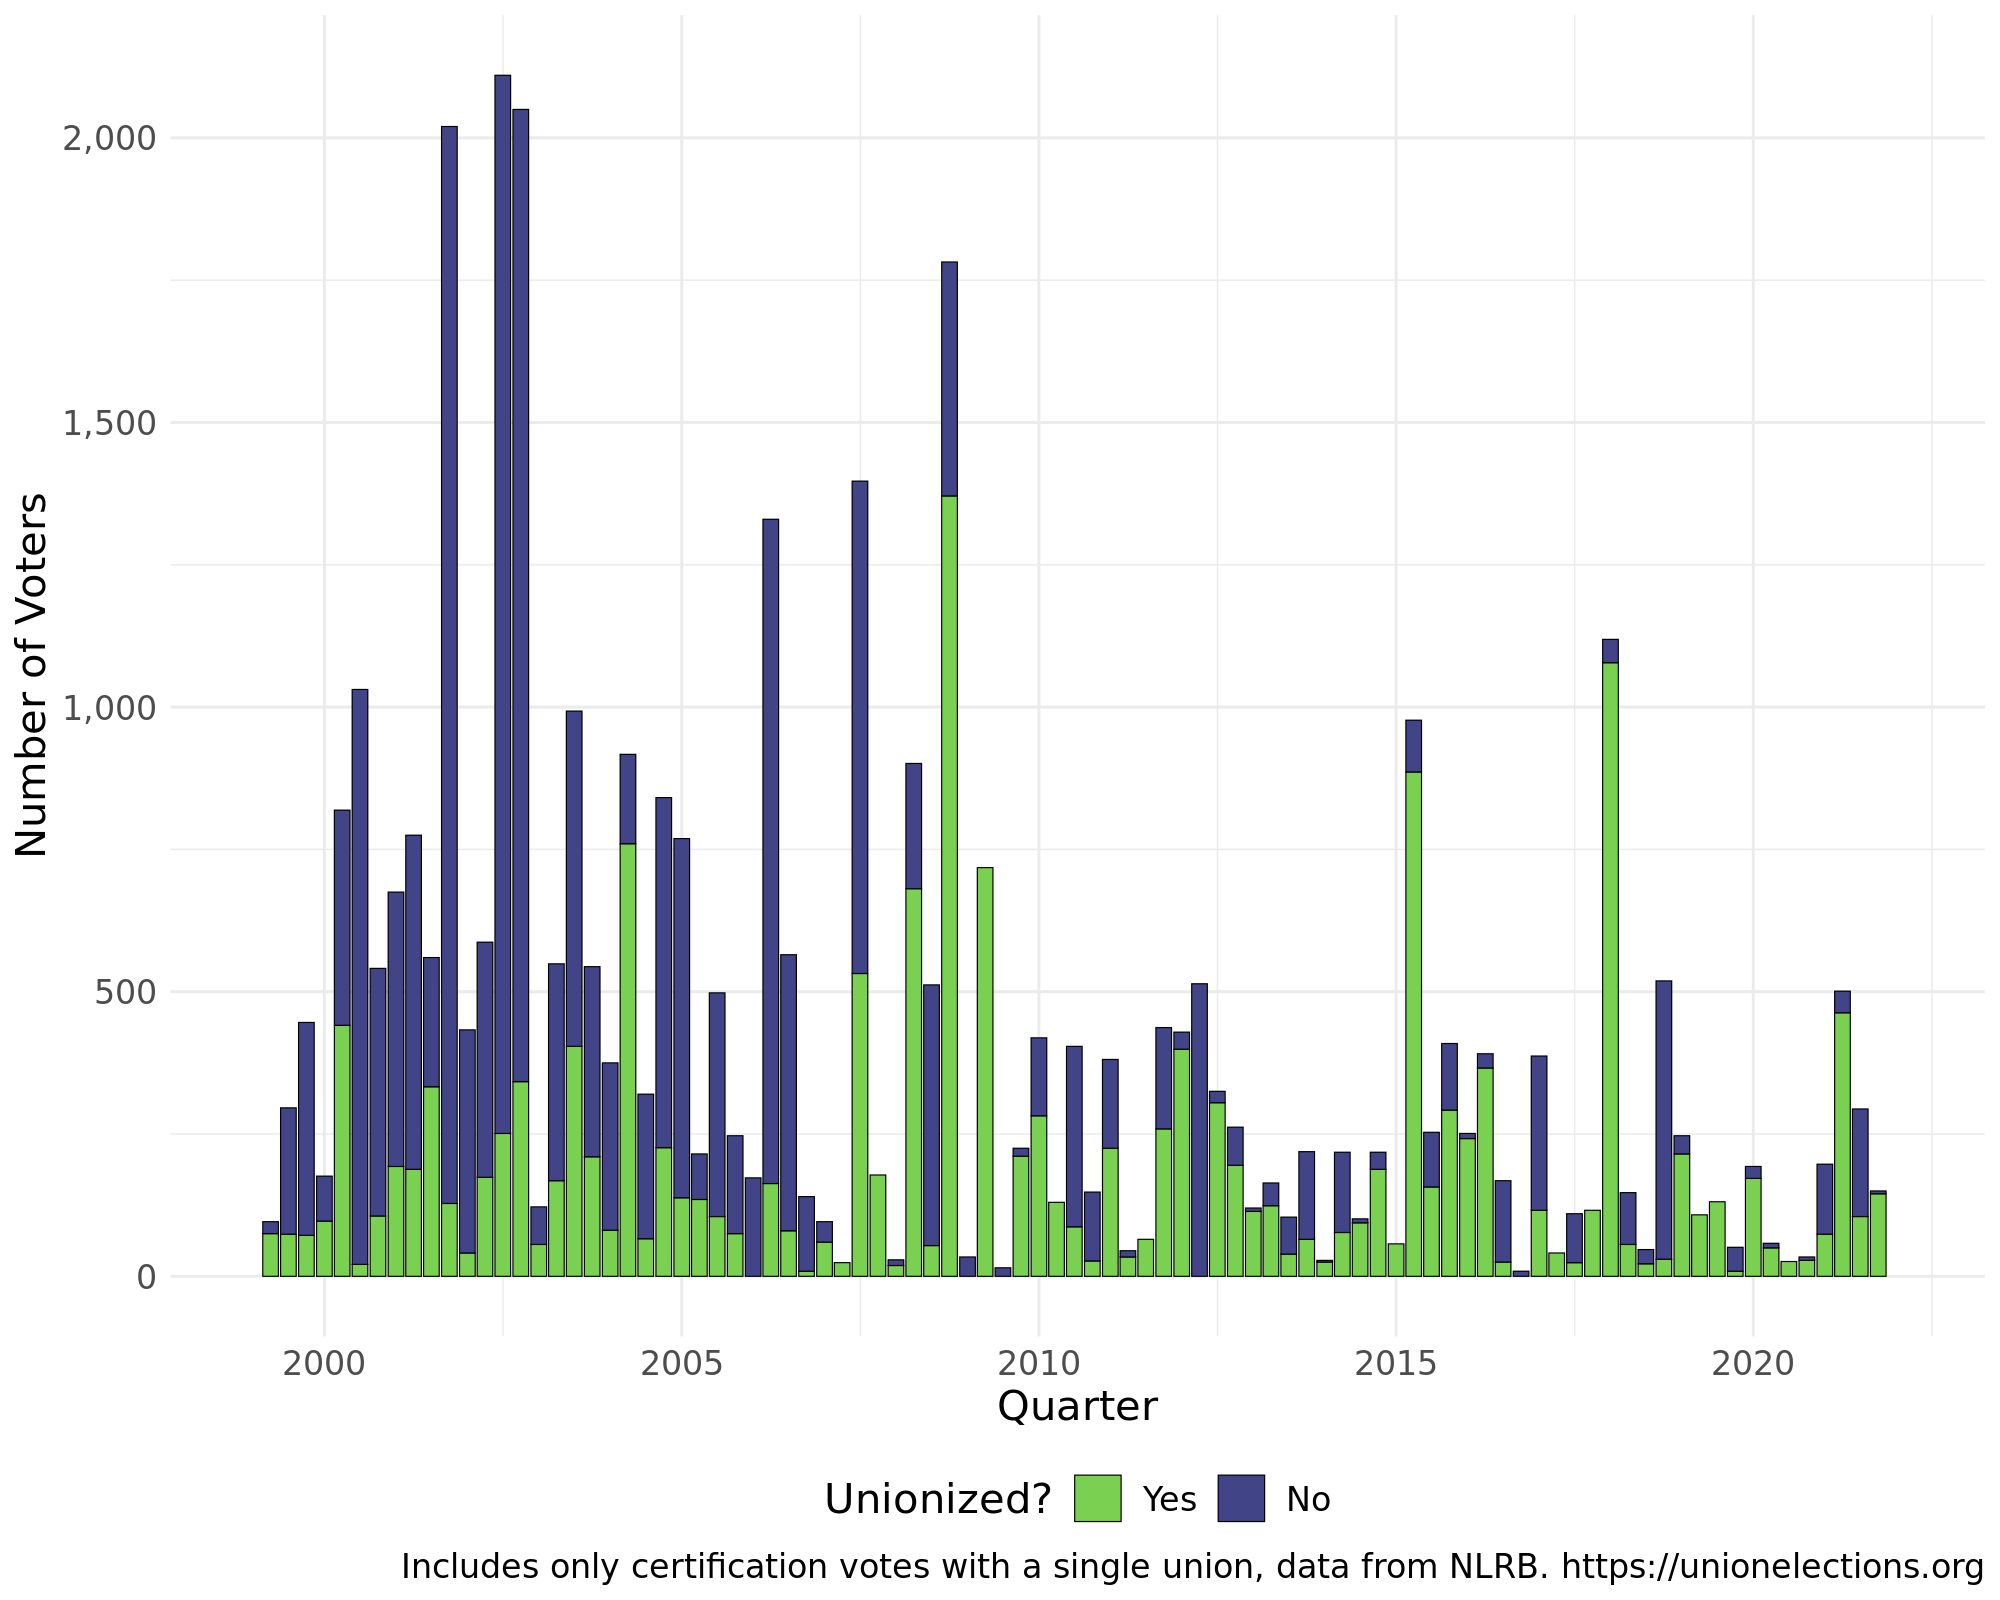 Number of Voters
2,000
1,500
1,000
500
0
2000 2005 2010 2015 2020
Quarter
Unionized? Yes No
Includes only certification votes with a single union, data from NLRB. https://unionelections.org